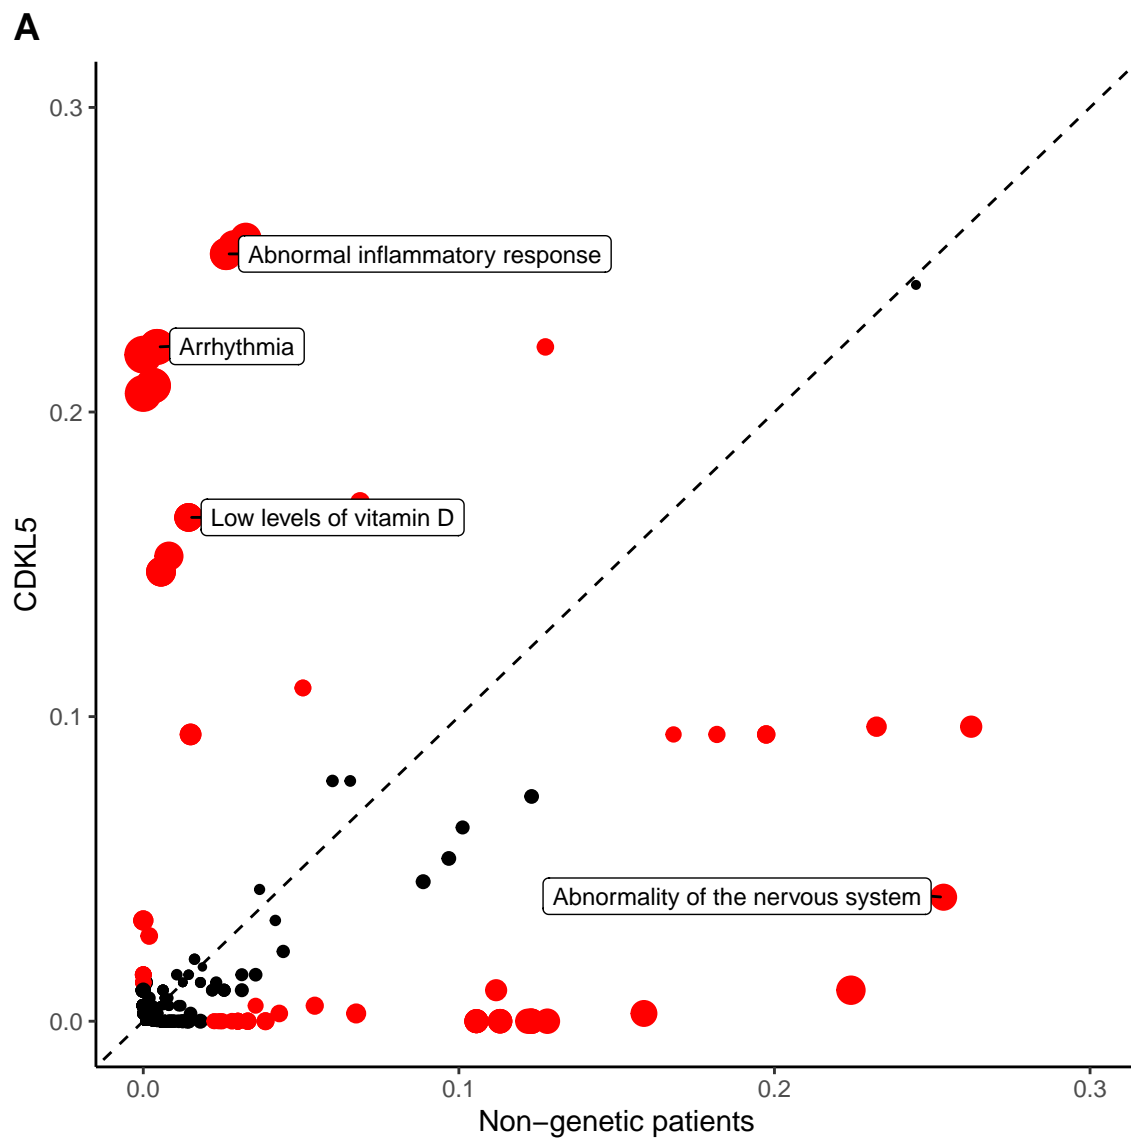 A
0.3
Abnormal inflammatory response
Arrhythmia
0.2
Low levels of vitamin D
CDKL5
0.1
Abnormality of the nervous system
0.0
0.0 0.1 0.2 0.3
Non−genetic patients